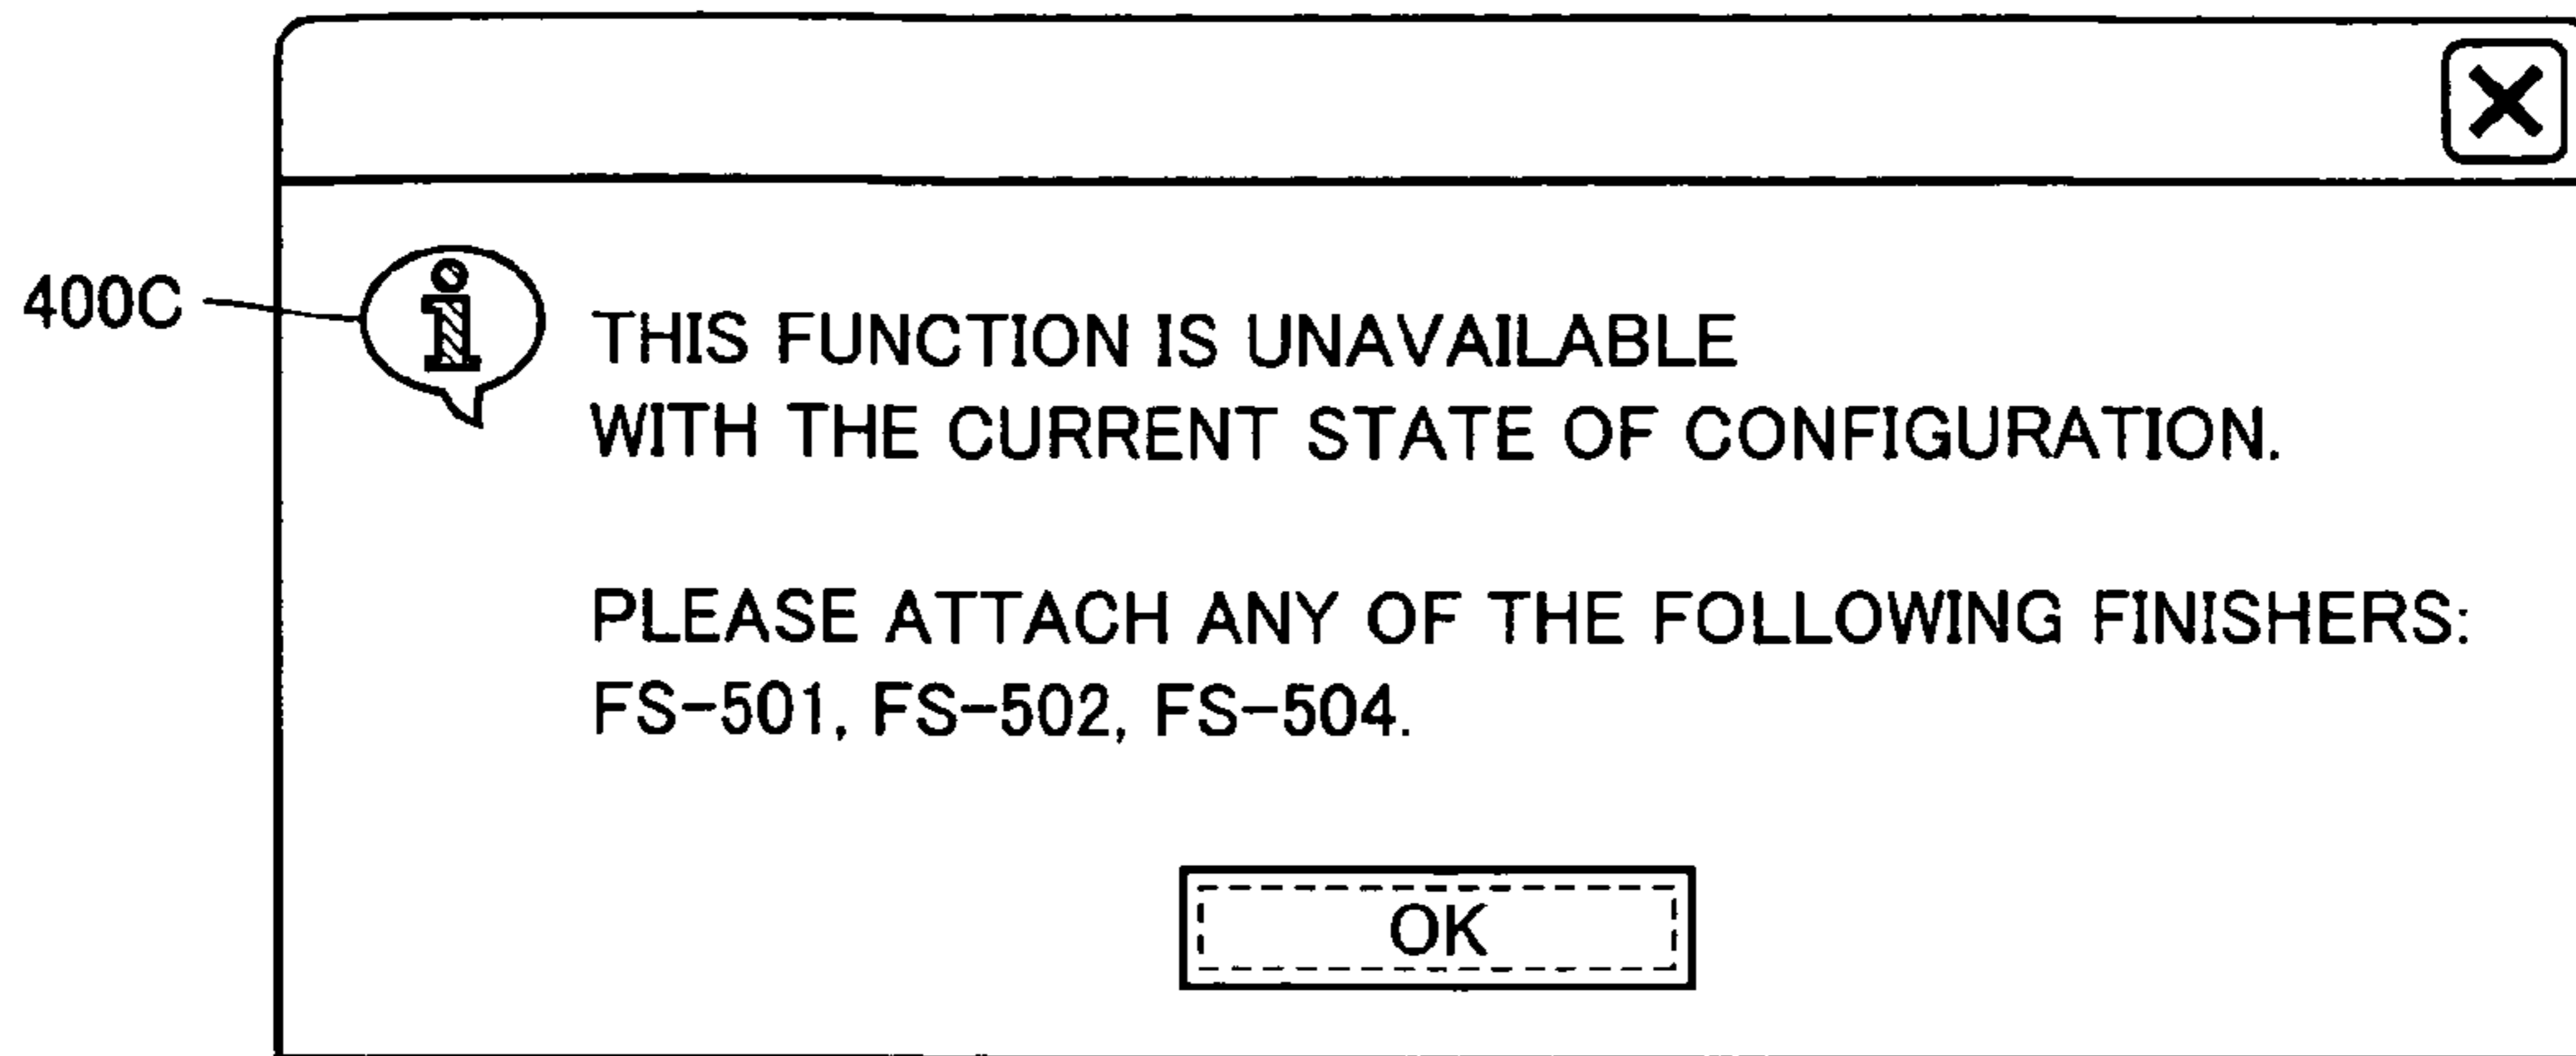 400C
THIS FUNCTION IS UNAVAILABLE
WITH THE CURRENT STATE OF CONFIGURATION.
PLEASE ATTACH ANY OF THE FOLLOWING FINISHERS:
FS-501, FS-502, FS-504.
OK